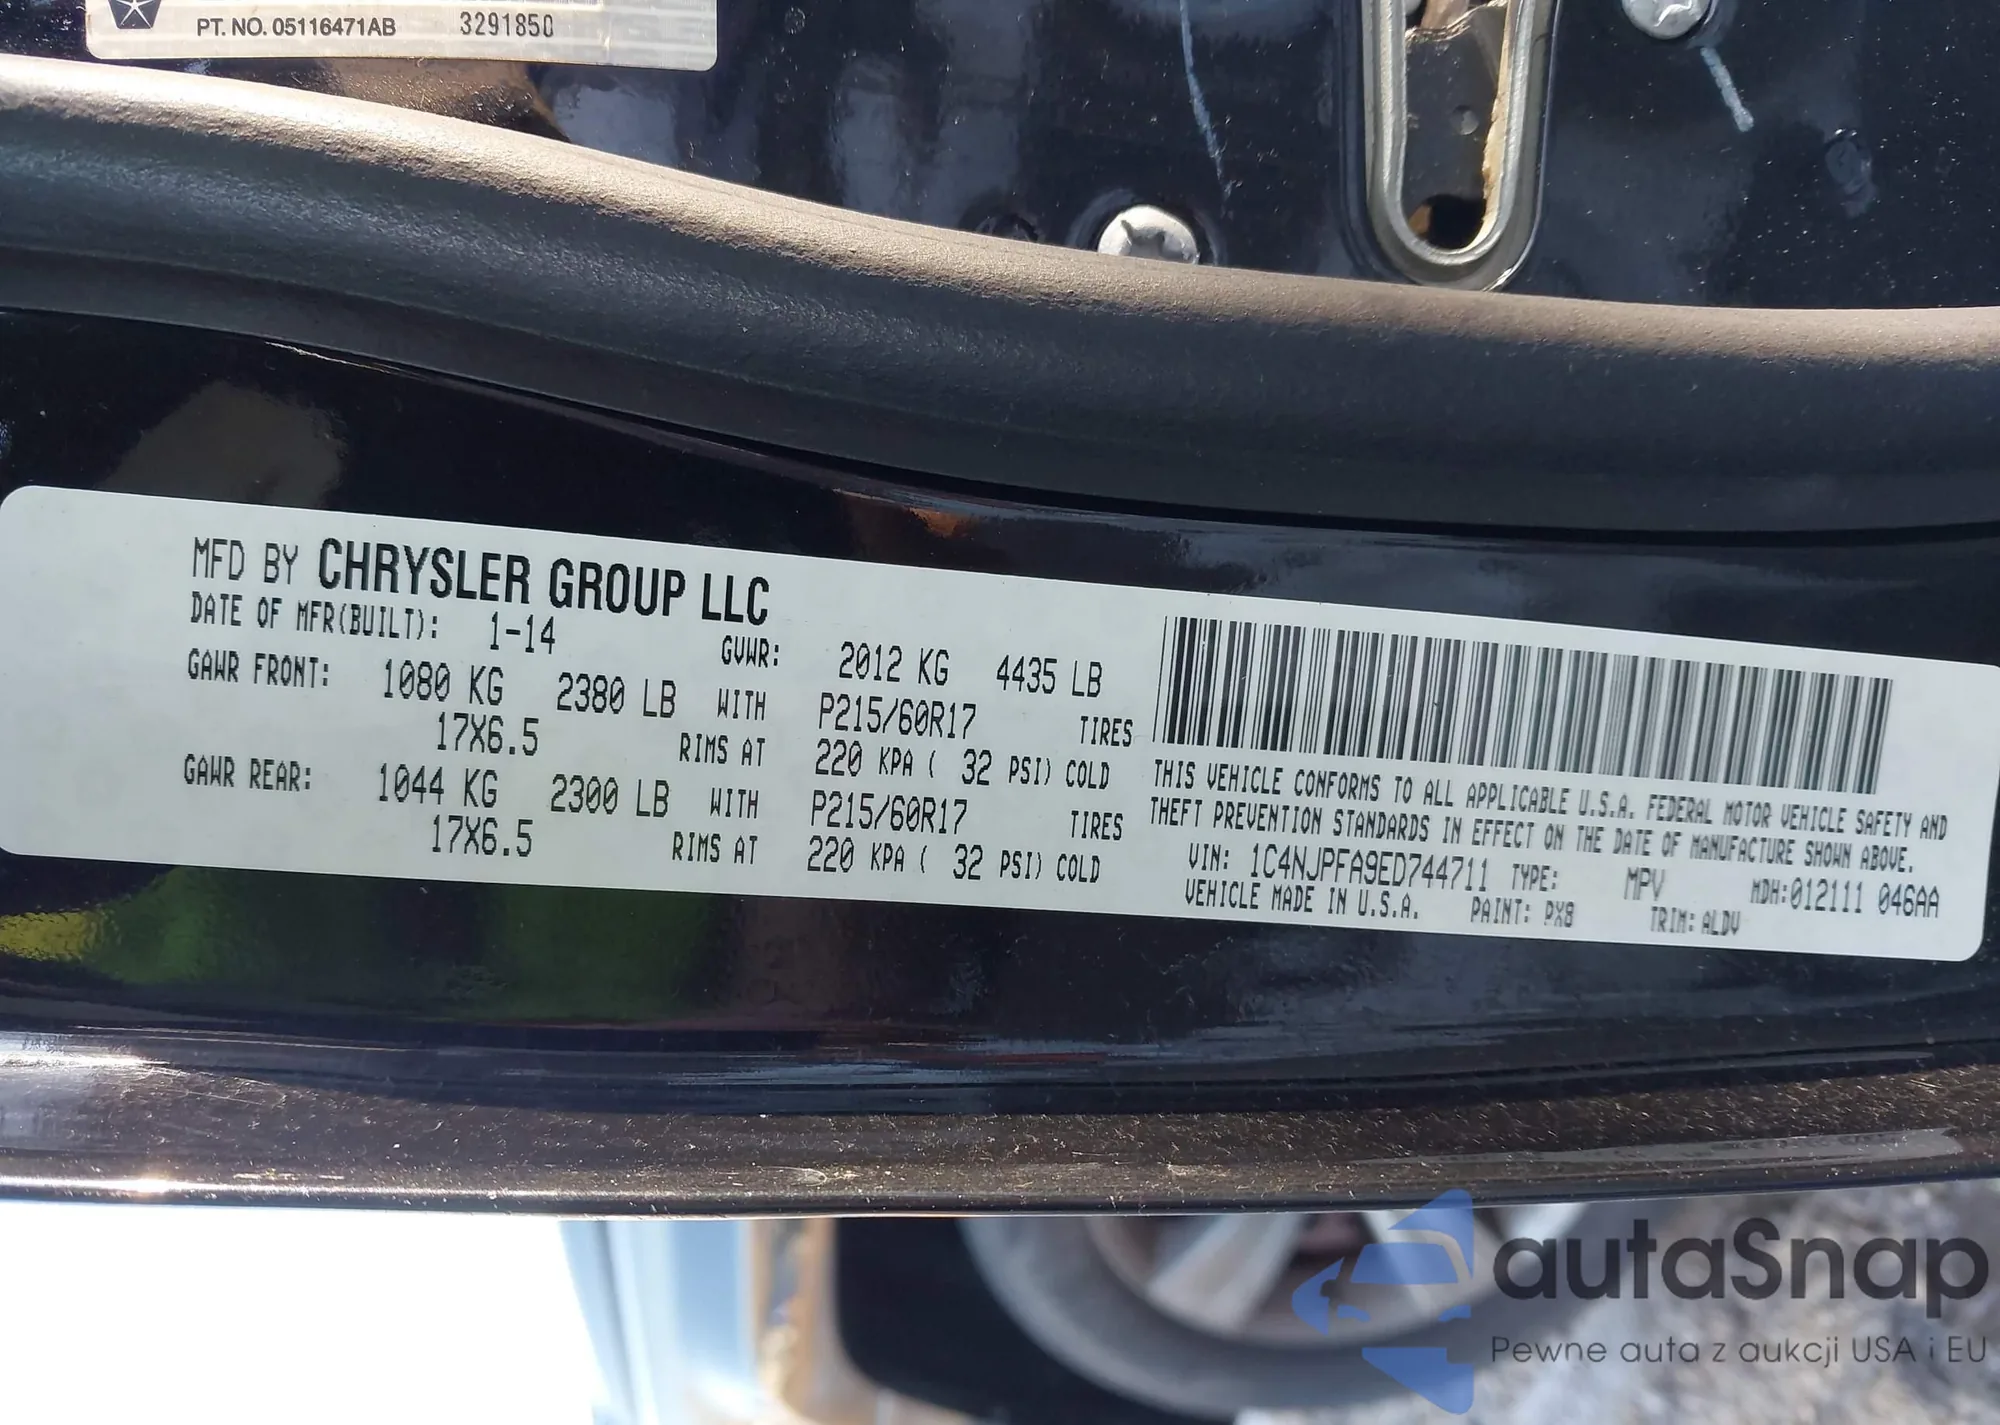 PT. NO. 05116471AB 3291850
MFD BY CHRYSLER GROUP LLC
DATE OF MFR(BUILT): 1-14 GVWR: 2012 KG 4435 LB
GAWR FRONT: 1080 KG 2380 LB WITH P215/60R17 TIRES
17X6.5 RIMS AT 220 KPA ( 32 PSI) COLD
GAWR REAR: 1044 KG 2300 LB WITH P215/60R17 TIRES
17X6.5 RIMS AT 220 KPA ( 32 PSI) COLD
THIS VEHICLE CONFORMS TO ALL APPLICABLE U.S.A. FEDERAL MOTOR VEHICLE SAFETY AND
THEFT PREVENTION STANDARDS IN EFFECT ON THE DATE OF MANUFACTURE SHOWN ABOVE.
VIN: 1C4NJPFA9ED744711 TYPE: MPV MDH:012111 046AA
VEHICLE MADE IN U.S.A. PAINT: PX8 TRIM: ALDV
autaSnap
Pewne auta z aukcji USA i EU